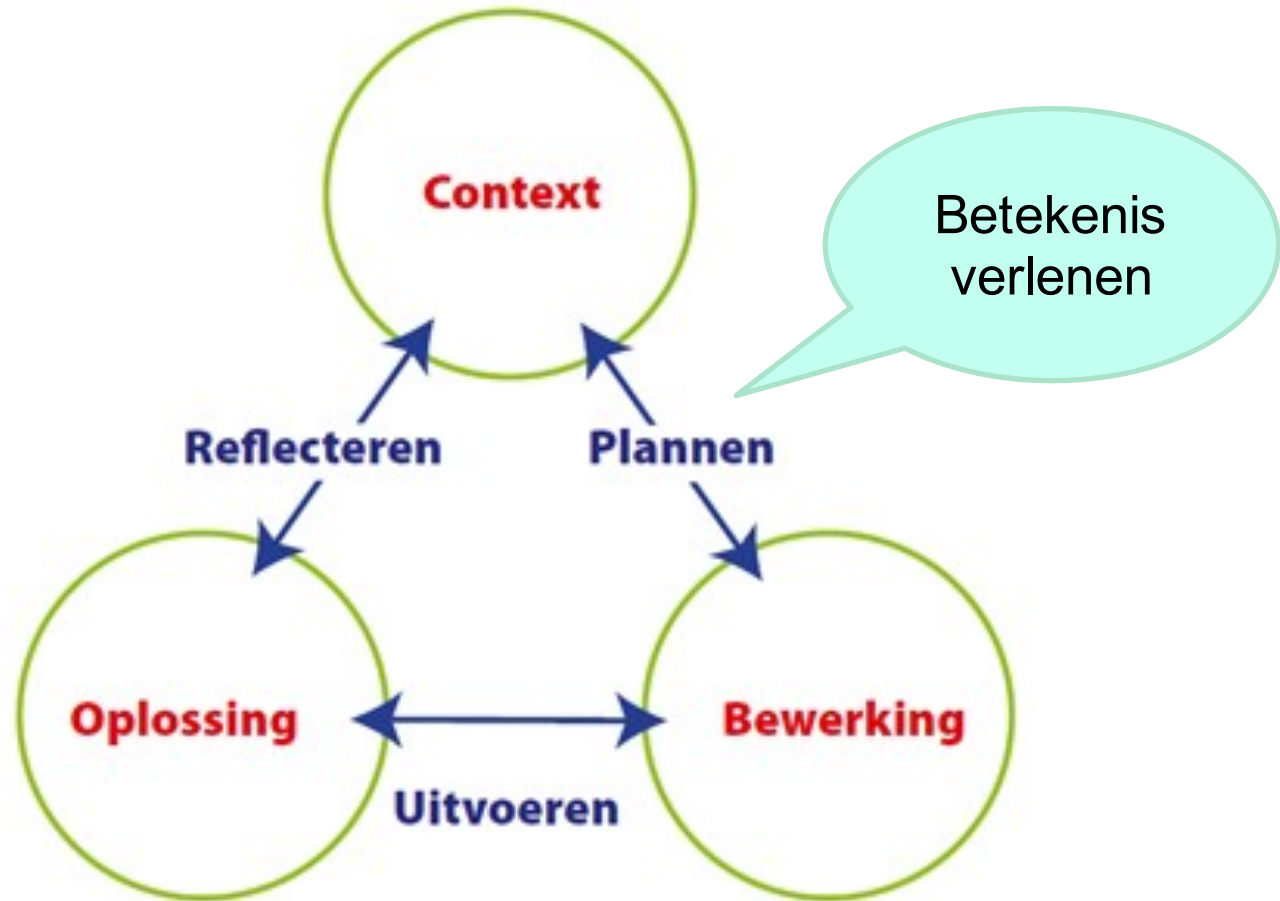 Context
Betekenis
verlenen
Reflecteren
Plannen
Oplossing
Bewerking
Uitvoeren